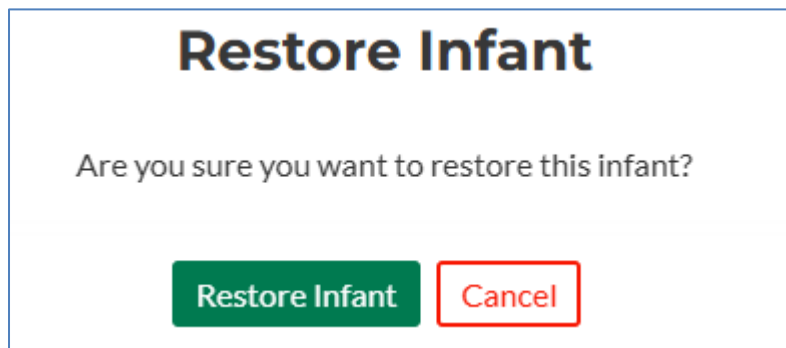 Restore Infant
Are you sure you want to restore this infant?
Restore Infant Cancel